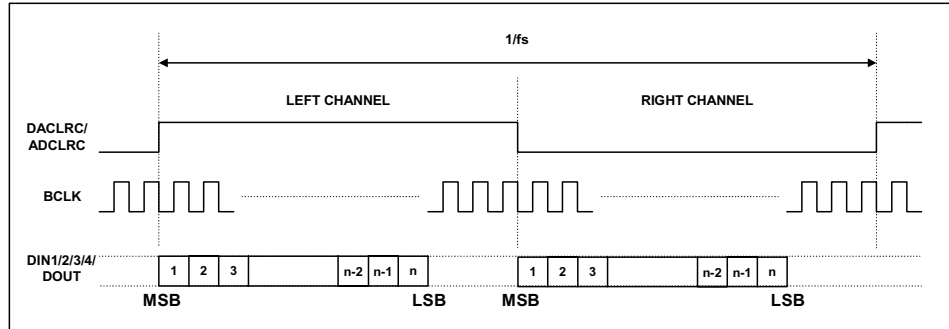 1/fs
LEFT CHANNEL RIGHT CHANNEL
DACLRC/
ADCLRC
BCLK
DIN1/2/3/4/
DOUT
1 2 3 n-2 n-1 n 1 2 3 n-2 n-1 n
MSB LSB MSB LSB